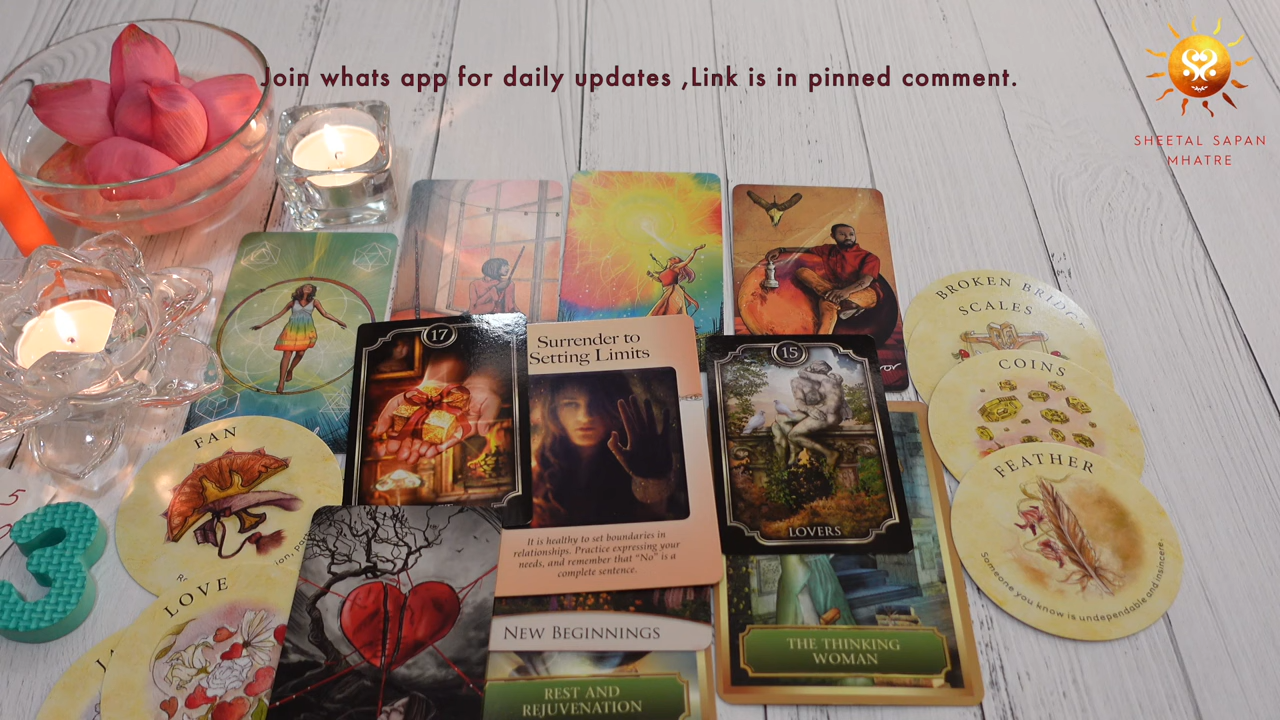 Join whats app for daily updates ,Link is in pinned comment.
SHEETAL SAPAN
MHATRE
BROKEN
SCALES
17
Surrender to
Setting Limits
15
COINS
FAN
FEATHER
It is healthy to set boundaries in
relationships. Practice expressing your
needs, and remember that "No" is a
complete sentence.
LOVERS
Someone you know is undependable and insincere.
3
LOVE
NEW BEGINNINGS
THE THINKING
WOMAN
REST AND
REJUVENATION